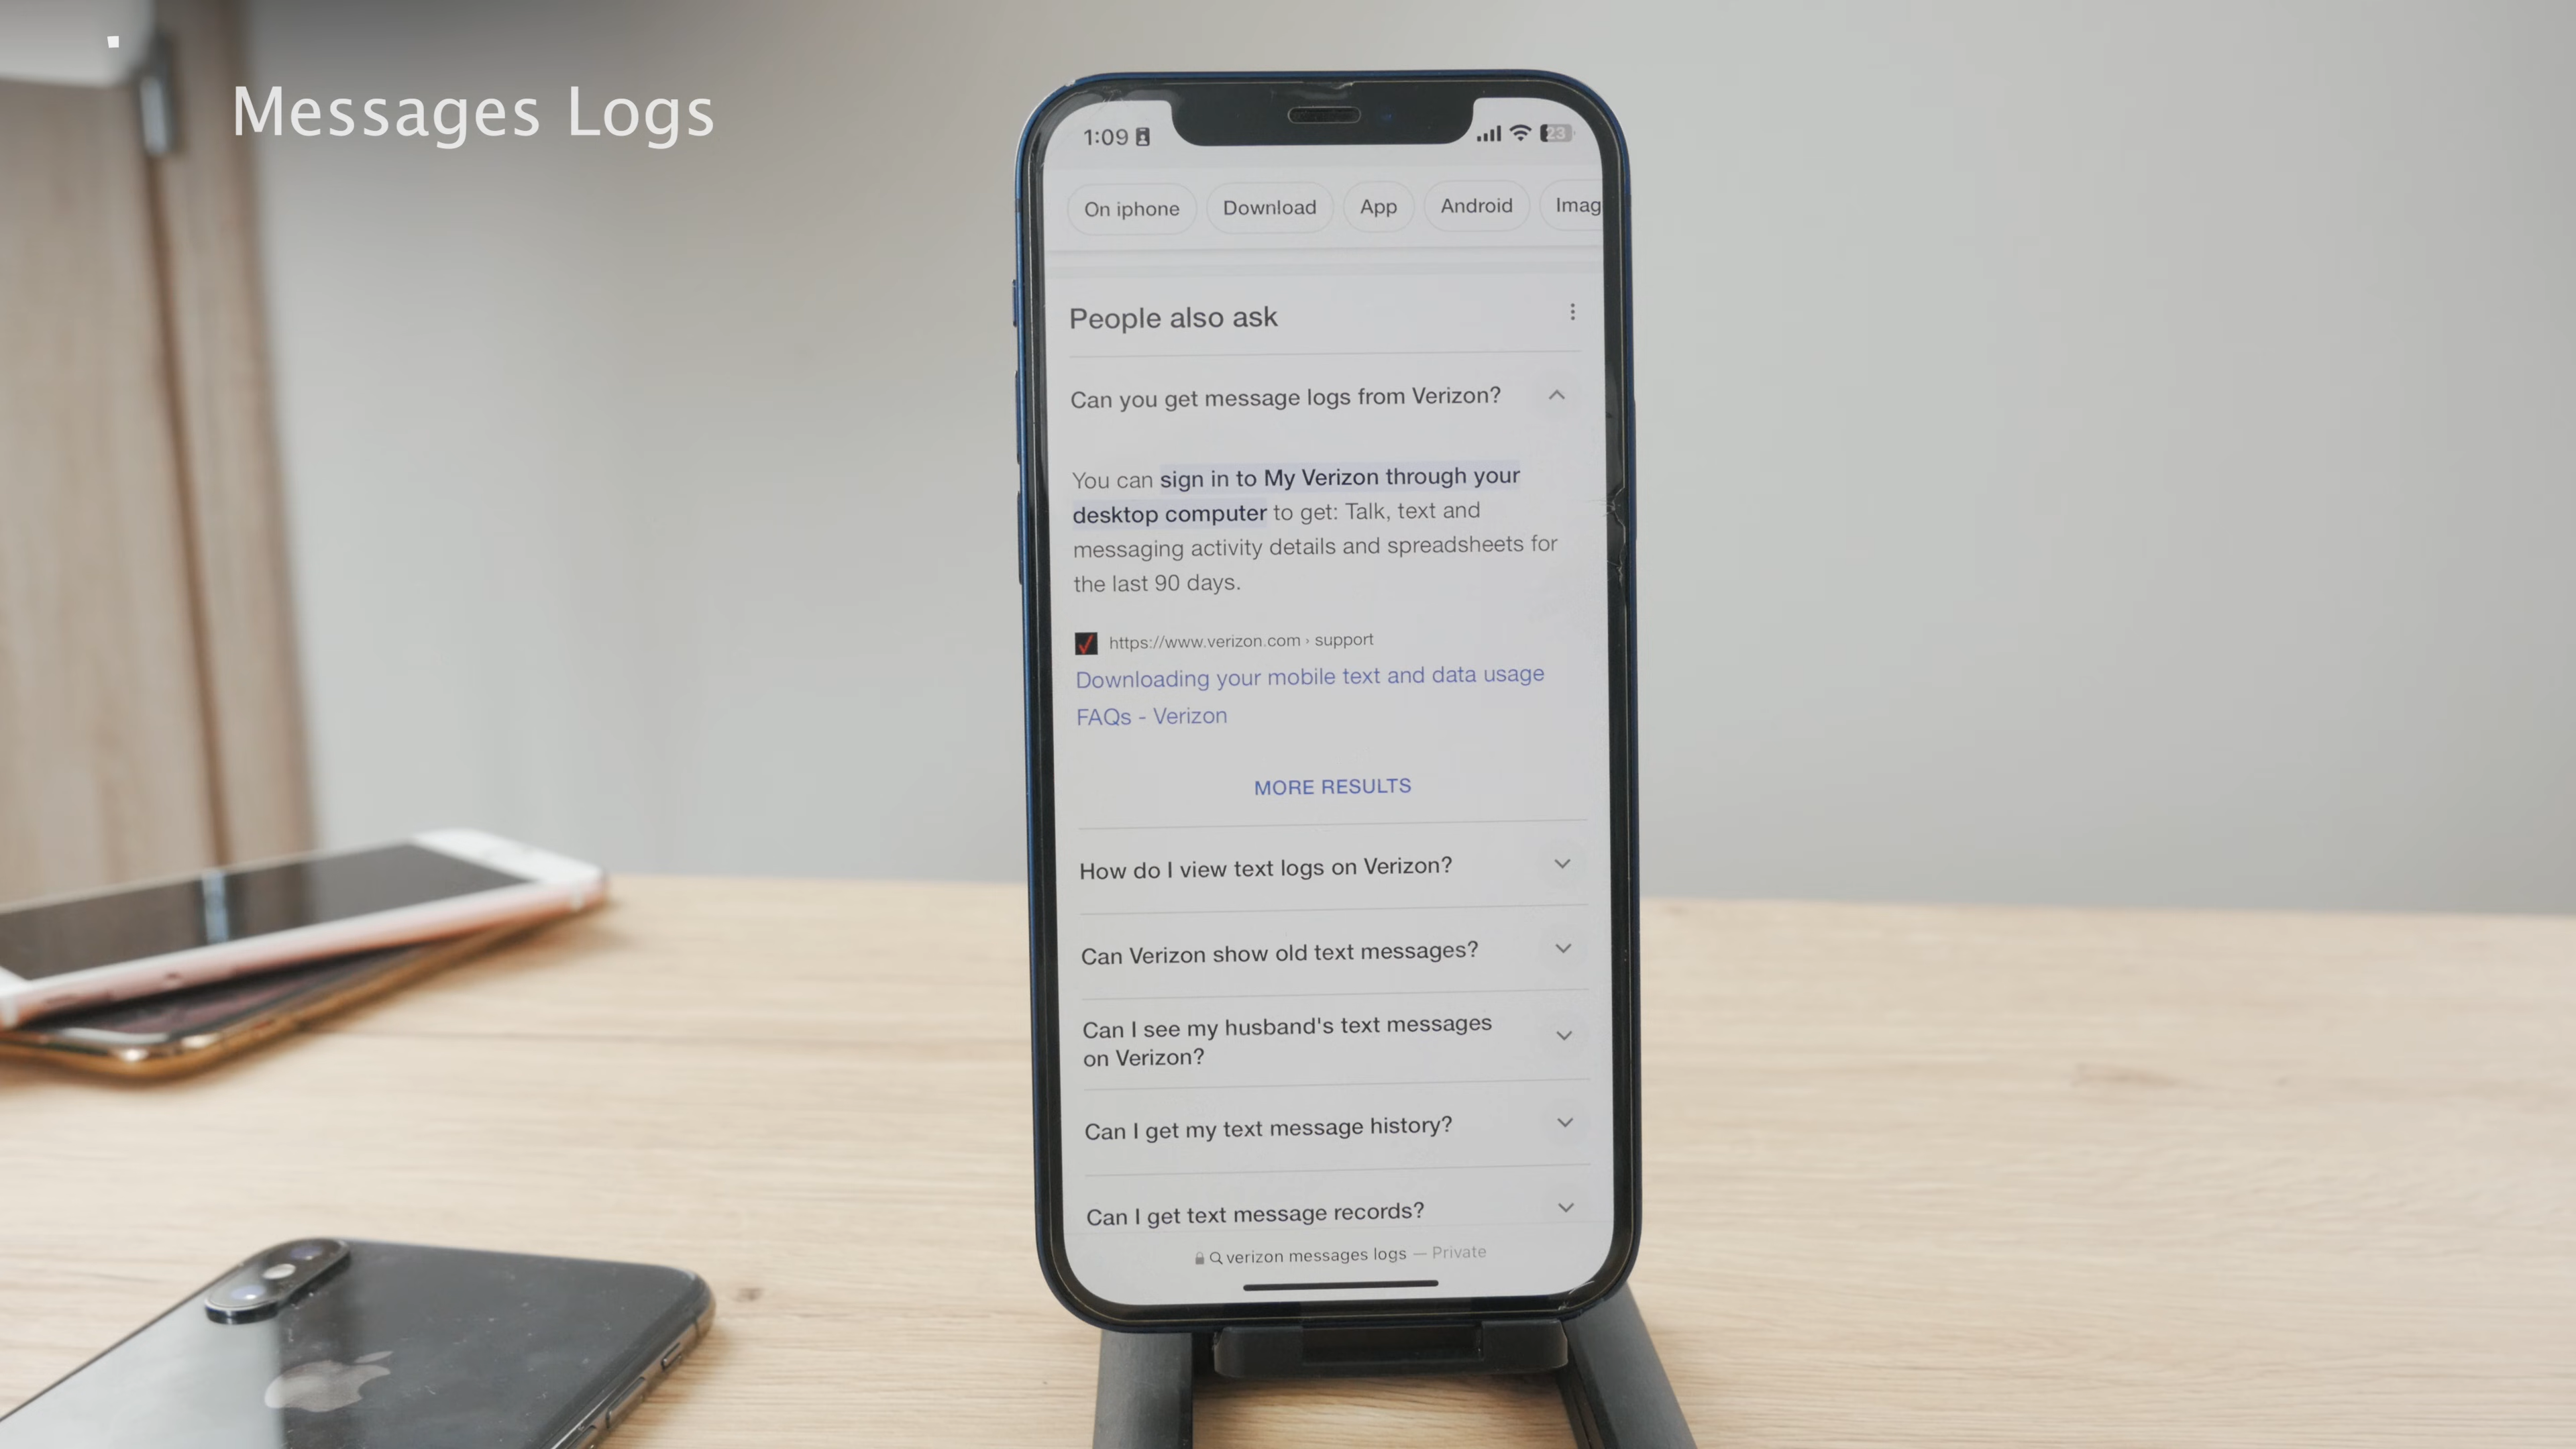 Messages Logs
1:09
23
On iphone Download App Android Imag
People also ask
Can you get message logs from Verizon?
You can sign in to My Verizon through your
desktop computer to get: Talk, text and
messaging activity details and spreadsheets for
the last 90 days.
https://www.verizon.com › support
Downloading your mobile text and data usage
FAQs - Verizon
MORE RESULTS
How do I view text logs on Verizon?
Can Verizon show old text messages?
Can I see my husband's text messages
on Verizon?
Can I get my text message history?
Can I get text message records?
verizon messages logs — Private